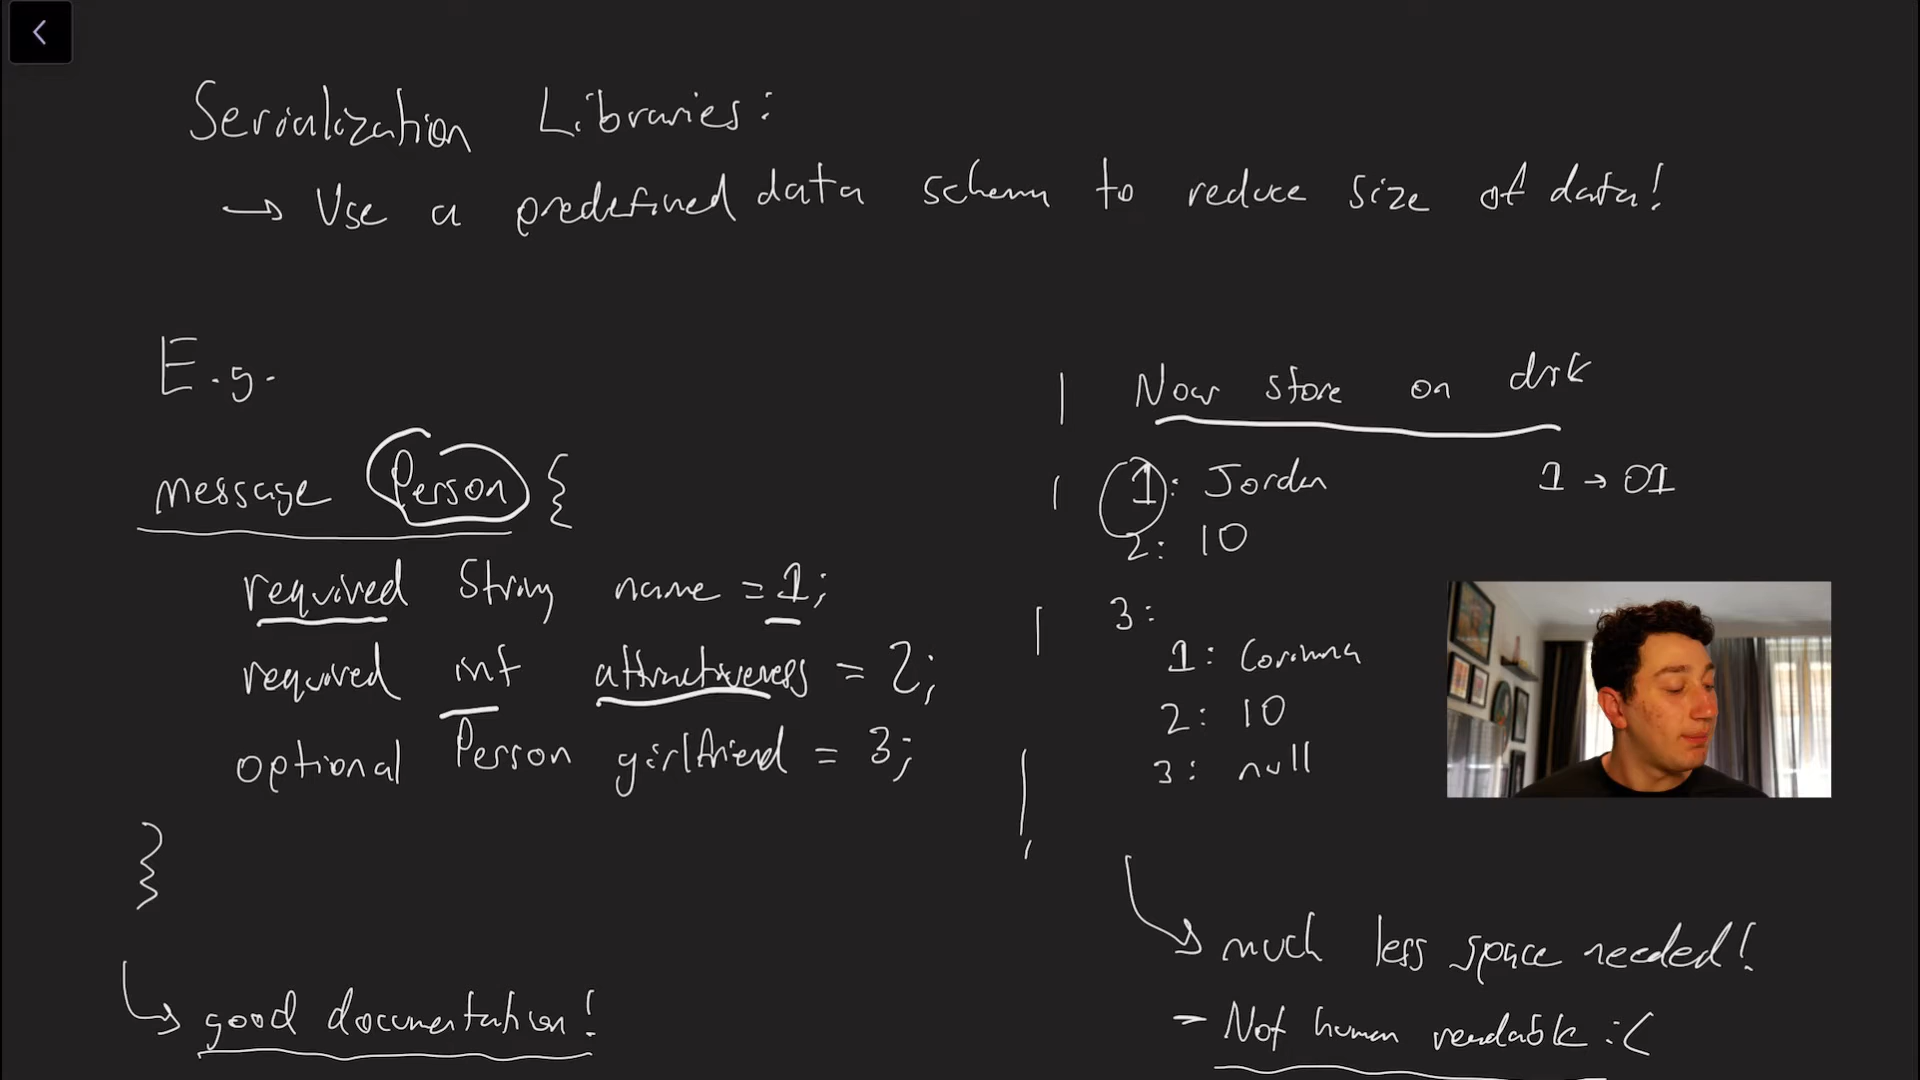 Serialization Libraries:
→ Use a predefined data schema to reduce size of data!
E.g.
message Person {
required String name = 1;
required int attractiveness = 2;
optional Person girlfriend = 3;
}
↳ good documentation!
Now store on disk
1: Jordan
1 → 01
2: 10
3:
1: Corinna
2: 10
3: null
↳ much less space needed!
- Not human readable :(